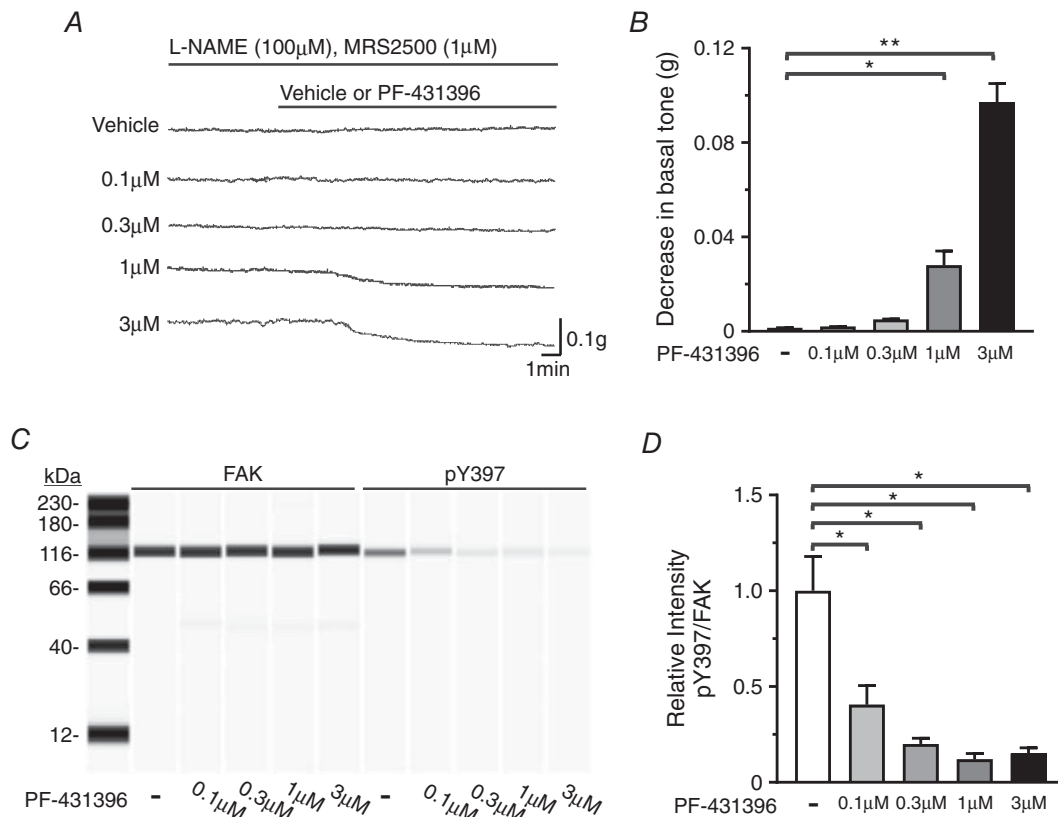 A
L-NAME (100μM), MRS2500 (1μM)
Vehicle or PF-431396
Vehicle
0.1μM
0.3μM
1μM
3μM
0.1g
1min
B
Decrease in basal tone (g)
0.12
0.08
0.04
0
**
*
PF-431396 - 0.1μM 0.3μM 1μM 3μM
C
kDa FAK pY397
230-
180-
116-
66-
40-
12-
PF-431396 - 0.1μM 0.3μM 1μM 3μM - 0.1μM 0.3μM 1μM 3μM
D
Relative Intensity
pY397/FAK
1.5
1.0
0.5
0
*
*
*
*
PF-431396 - 0.1μM 0.3μM 1μM 3μM